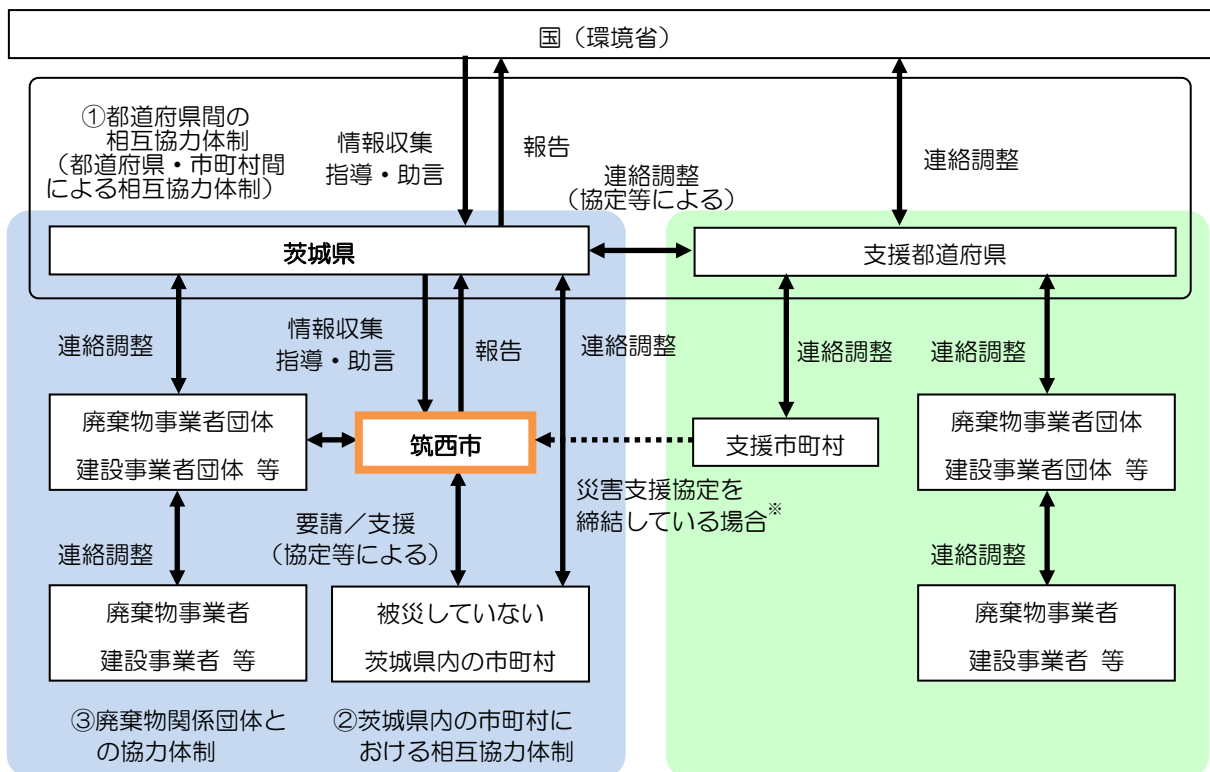 国（環境省）
①都道府県間の
相互協力体制
（都道府県・市町村間
による相互協力体制）
情報収集
指導・助言
報告
連絡調整
（協定等による）
連絡調整
茨城県
支援都道府県
連絡調整
情報収集
指導・助言
報告
連絡調整
連絡調整
連絡調整
廃棄物事業者団体
建設事業者団体 等
筑西市
支援市町村
廃棄物事業者団体
建設事業者団体 等
災害支援協定を
締結している場合※
連絡調整
要請／支援
（協定等による）
連絡調整
廃棄物事業者
建設事業者 等
被災していない
茨城県内の市町村
廃棄物事業者
建設事業者 等
③廃棄物関係団体と
の協力体制
②茨城県内の市町村に
おける相互協力体制